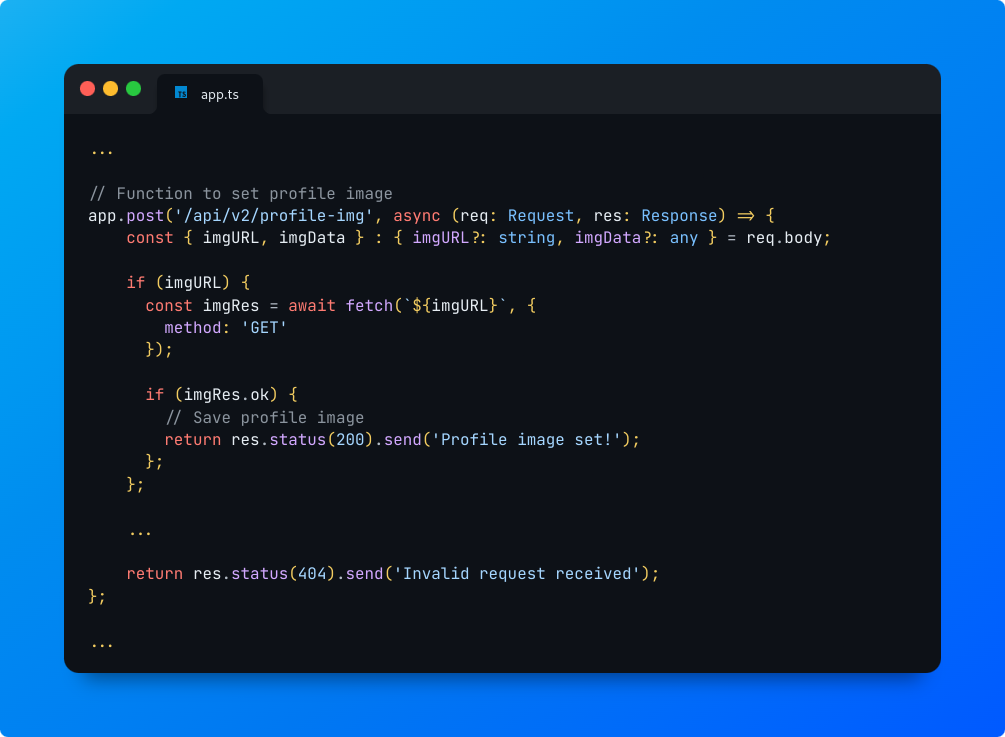 TS app.ts
...
// Function to set profile image
app.post('/api/v2/profile-img', async (req: Request, res: Response) => {
    const { imgURL, imgData } : { imgURL?: string, imgData?: any } = req.body;
    if (imgURL) {
      const imgRes = await fetch(`${imgURL}`, {
        method: 'GET'
      });
      if (imgRes.ok) {
        // Save profile image
        return res.status(200).send('Profile image set!');
      };
    };
    ...
    return res.status(404).send('Invalid request received');
};
...